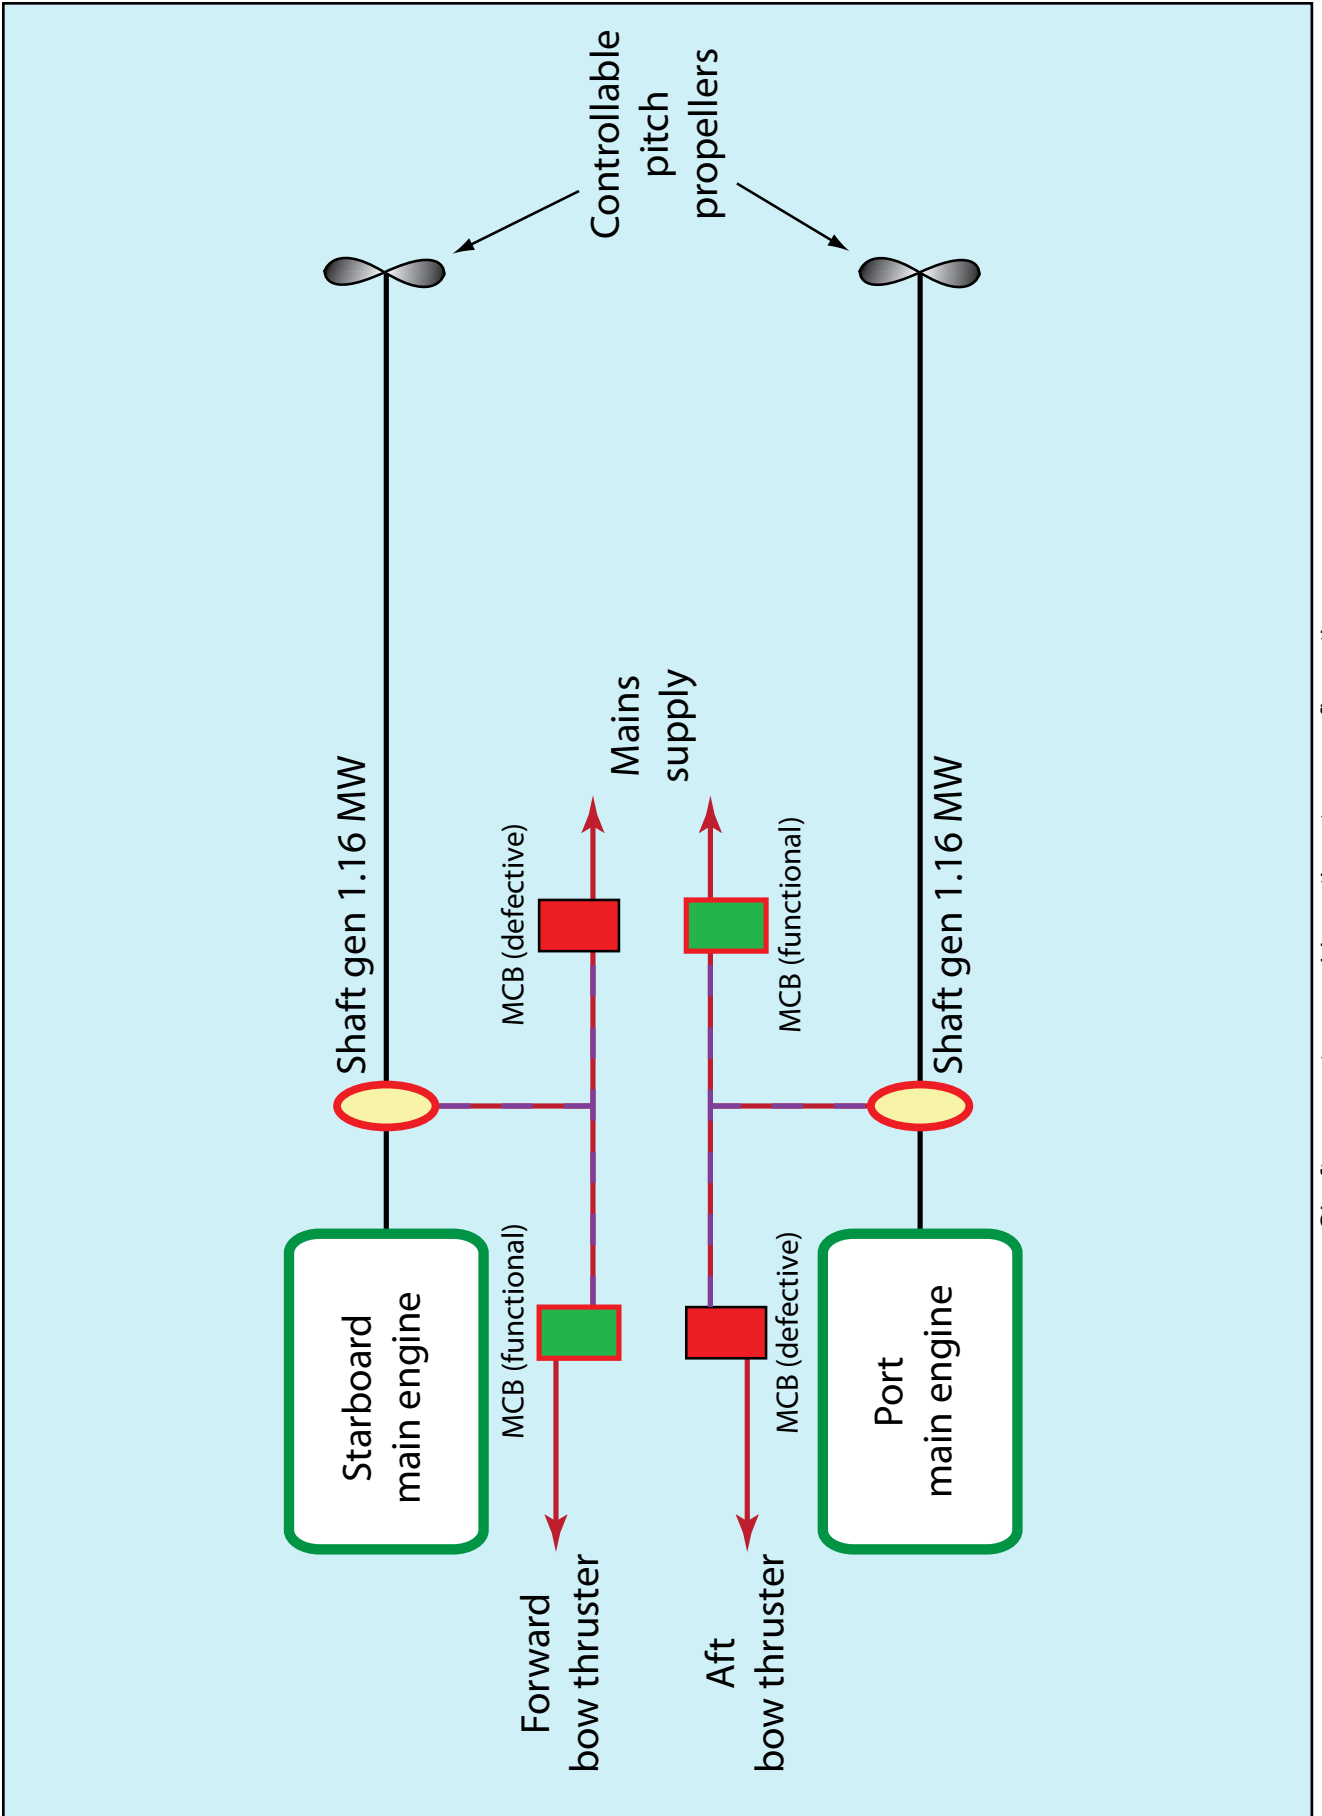 Controllable
pitch
propellers
Shaft gen 1.16 MW
Mains
supply
Shaft gen 1.16 MW
MCB (defective)
MCB (functional)
Starboard
main engine
MCB (functional)
MCB (defective)
Port
main engine
Forward
bow thruster
Aft
bow thruster